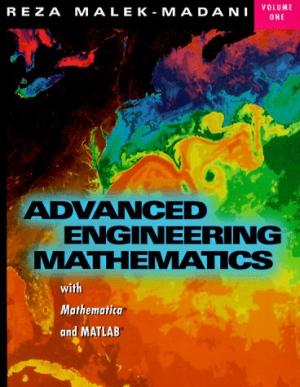 REZA MALEK-MADANI
VOLUME
ONE
ADVANCED
ENGINEERING
MATHEMATICS
with
Mathematica
and MATLAB